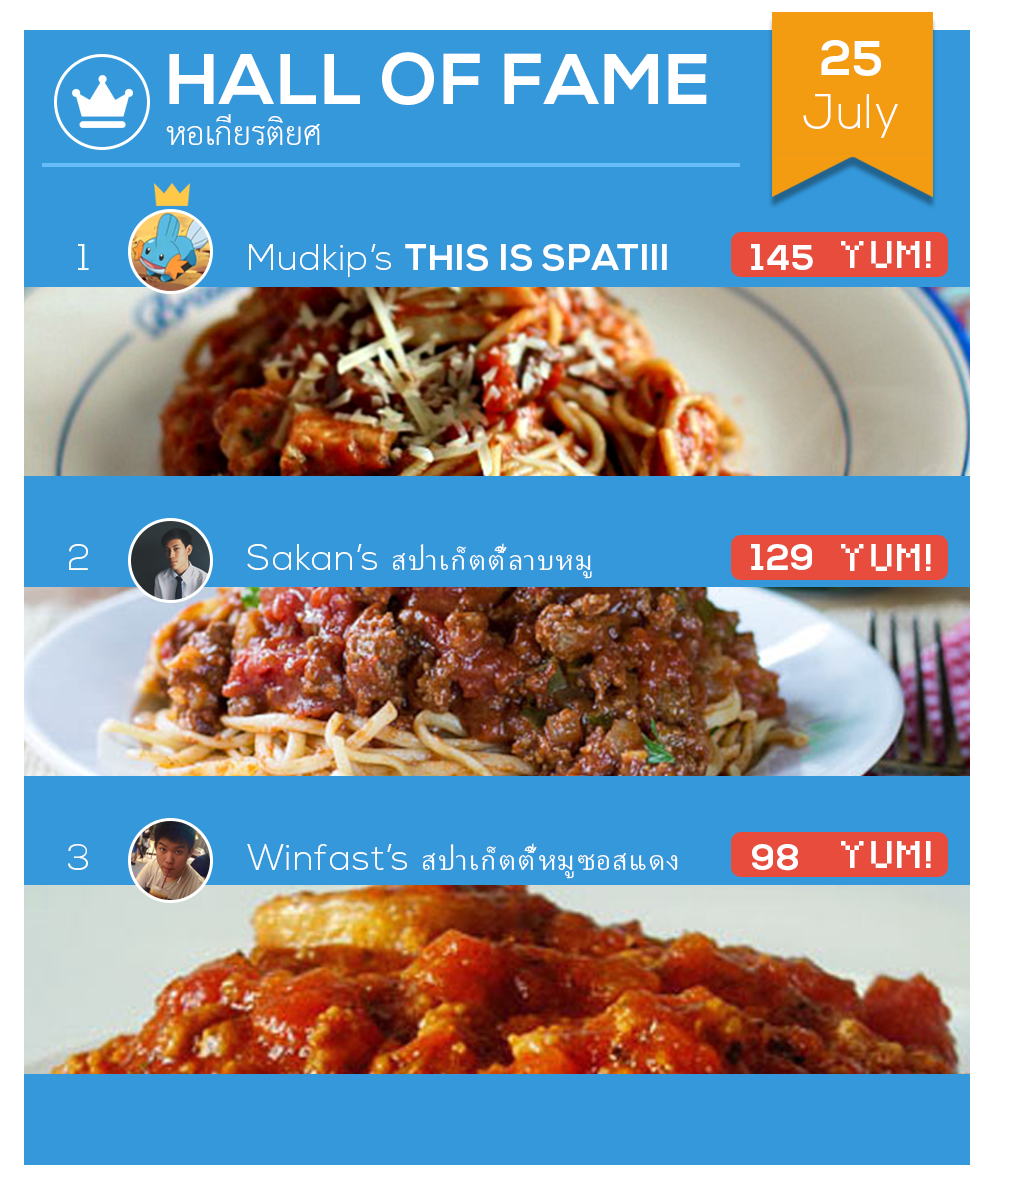 HALL OF FAME
หอเกียรติยศ
25
July
1 Mudkip's THIS IS SPATIII 145 YUM!
2 Sakan's สปาเก็ตตี้ลาบหมู 129 YUM!
3 Winfast's สปาเก็ตตี้หมูซอสแดง 98 YUM!